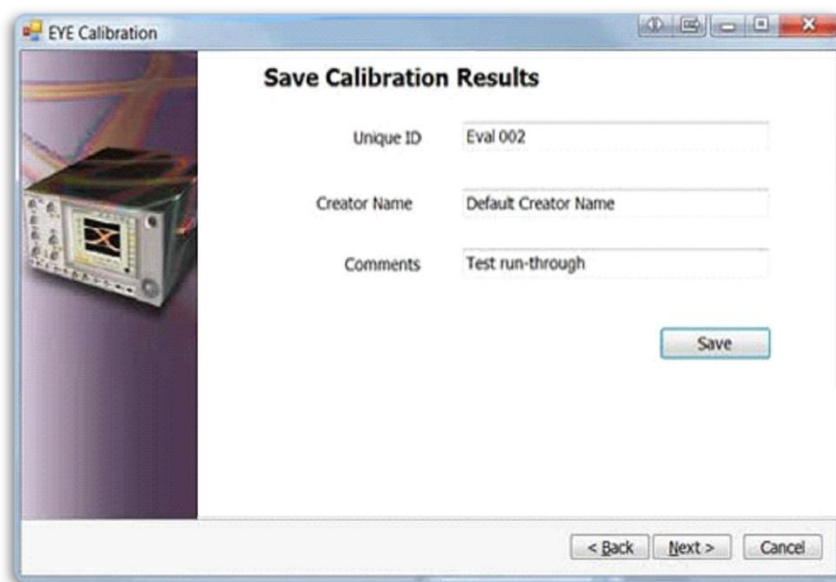 EYE Calibration
Save Calibration Results
Unique ID Eval 002
Creator Name Default Creator Name
Comments Test run-through
Save
< Back Next > Cancel